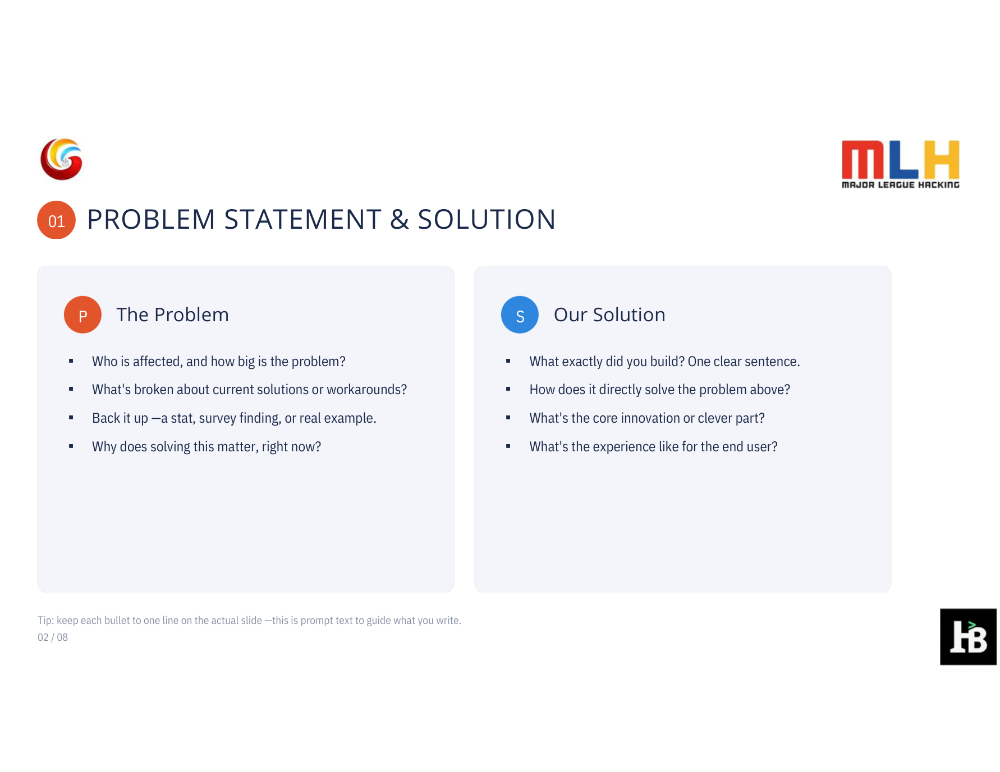 MLH
MAJOR LEAGUE HACKING
01 PROBLEM STATEMENT & SOLUTION
P The Problem
▪ Who is affected, and how big is the problem?
▪ What's broken about current solutions or workarounds?
▪ Back it up —a stat, survey finding, or real example.
▪ Why does solving this matter, right now?
S Our Solution
▪ What exactly did you build? One clear sentence.
▪ How does it directly solve the problem above?
▪ What's the core innovation or clever part?
▪ What's the experience like for the end user?
Tip: keep each bullet to one line on the actual slide —this is prompt text to guide what you write.
02 / 08
H>B